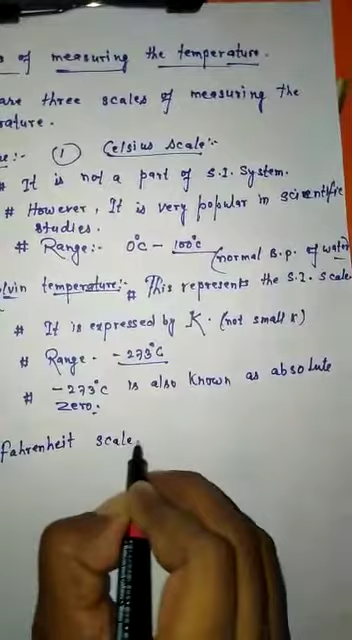 of measuring the temperature.
are three scales of measuring the
rature.
① Celsius scale:-
# It is not a part of S.I. System.
# However, It is very popular in scientific
studies.
# Range:- 0°C - 100°C
(normal B.P. of water
lvin temperature:- # This represents the S.I. scale
# It is expressed by K. (not small k)
# Range - -273°C
# -273°C is also known as absolute
Zero.
fahrenheit scale